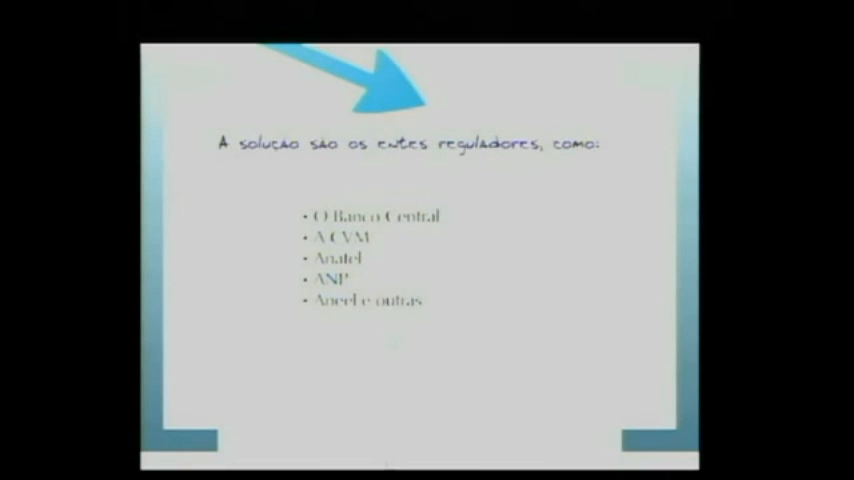 A solução são os entes reguladores, como:
• O Banco Central
• A CVM
• Anatel
• ANP
• Aneel e outras